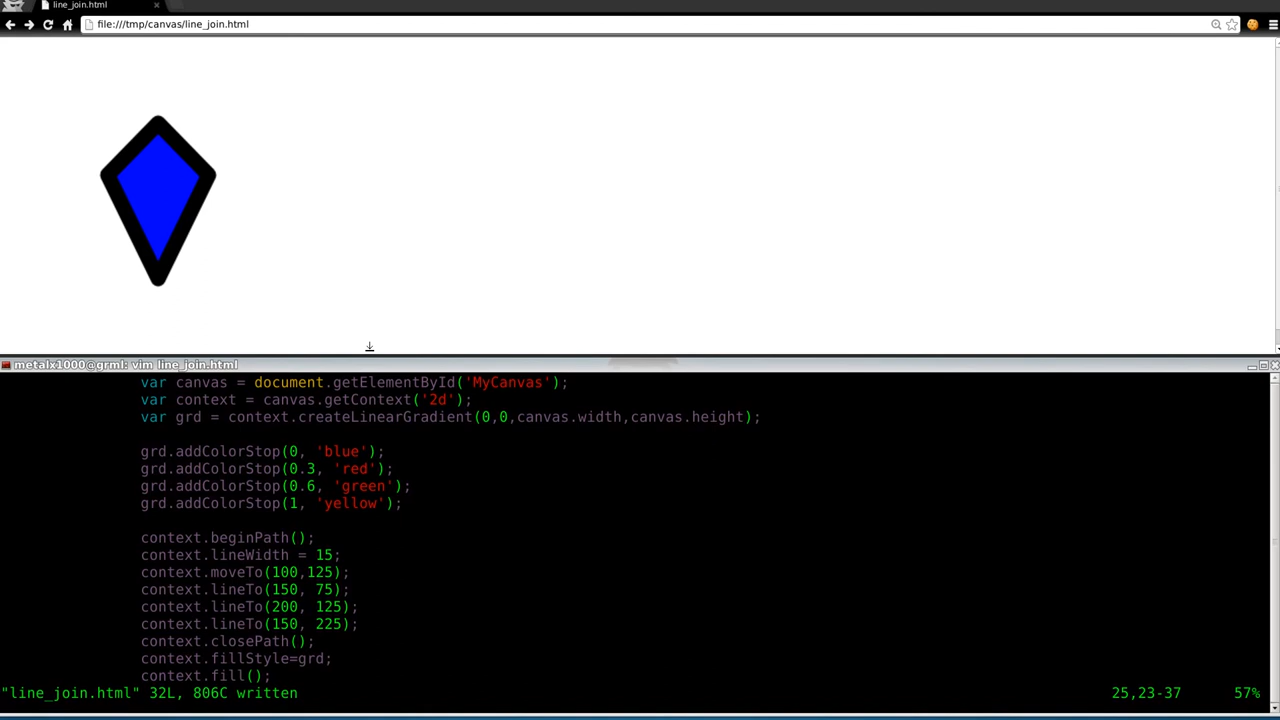 line_join.html
file:///tmp/canvas/line_join.html
metalx1000@grml: vim line_join.html
var canvas = document.getElementById('MyCanvas');
var context = canvas.getContext('2d');
var grd = context.createLinearGradient(0,0,canvas.width,canvas.height);
grd.addColorStop(0, 'blue');
grd.addColorStop(0.3, 'red');
grd.addColorStop(0.6, 'green');
grd.addColorStop(1, 'yellow');
context.beginPath();
context.lineWidth = 15;
context.moveTo(100,125);
context.lineTo(150, 75);
context.lineTo(200, 125);
context.lineTo(150, 225);
context.closePath();
context.fillStyle=grd;
context.fill();
"line_join.html" 32L, 806C written 25,23-37 57%